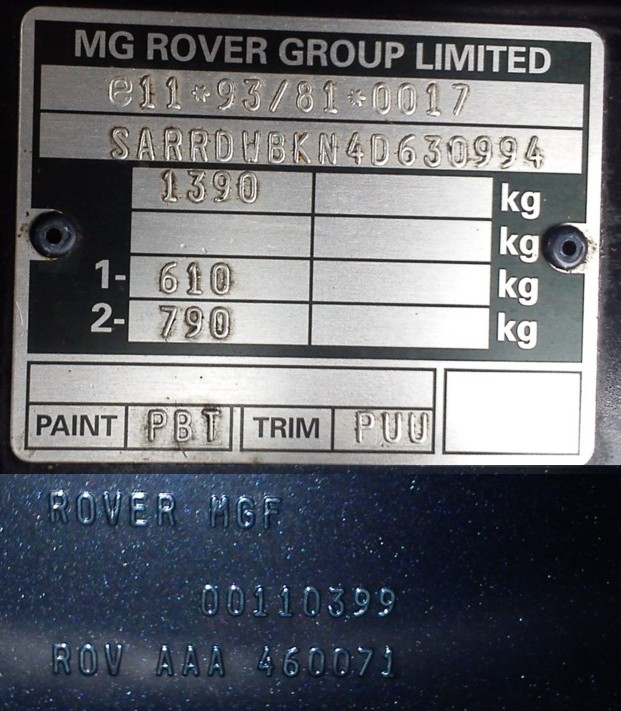 MG ROVER GROUP LIMITED
e11*93/81*0017
SARRDWBKN4D630994
1390 kg
kg
1- 610 kg
2- 790 kg
PAINT PBT TRIM PUU
ROVER MGF
00110399
ROV AAA 460071